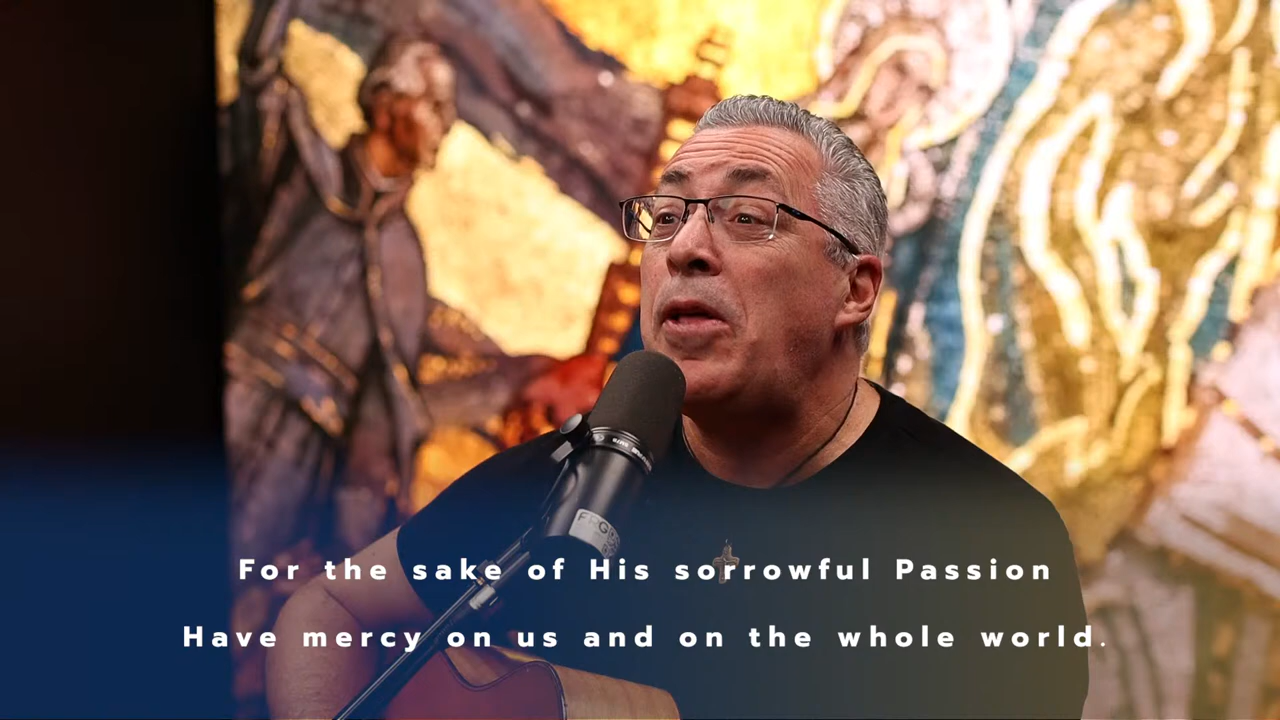 For the sake of His sorrowful Passion
Have mercy on us and on the whole world.